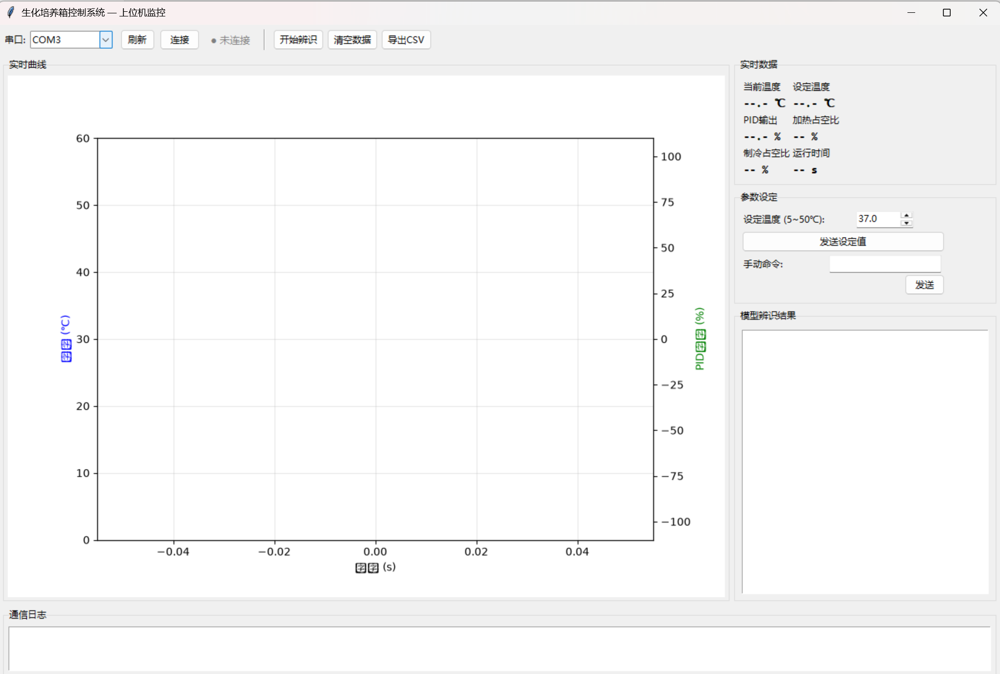 生化培养箱控制系统 — 上位机监控
串口: COM3 刷新 连接 ● 未连接 开始辨识 清空数据 导出CSV
实时曲线
60
50
40
30
20
10
0
(℃)
−0.04 −0.02 0.00 0.02 0.04
(s)
100
75
50
25
0
−25
−50
−75
−100
PID (%)
实时数据
当前温度 设定温度
--.- ℃ --.- ℃
PID输出 加热占空比
--.- % -- %
制冷占空比 运行时间
-- % -- s
参数设定
设定温度 (5~50℃): 37.0
发送设定值
手动命令:
发送
模型辨识结果
通信日志